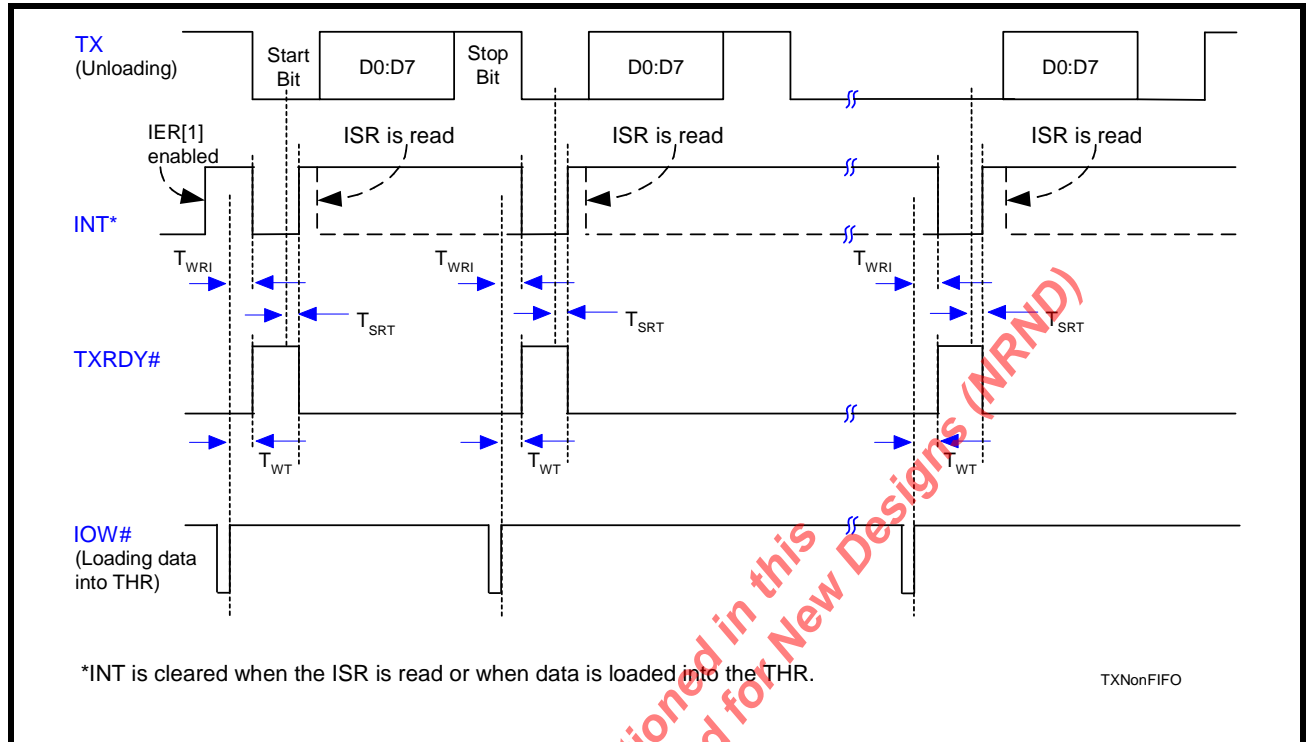 TX
(Unloading)
Start
Bit
D0:D7
Stop
Bit
D0:D7
D0:D7
IER[1]
enabled
ISR is read
ISR is read
ISR is read
INT*
TWRI
TWRI
TWRI
TSRT
TSRT
TSRT
TXRDY#
TWT
TWT
TWT
IOW#
(Loading data
into THR)
*INT is cleared when the ISR is read or when data is loaded into the THR.
TXNonFIFO
tioned in this
d for New Designs (NRND)